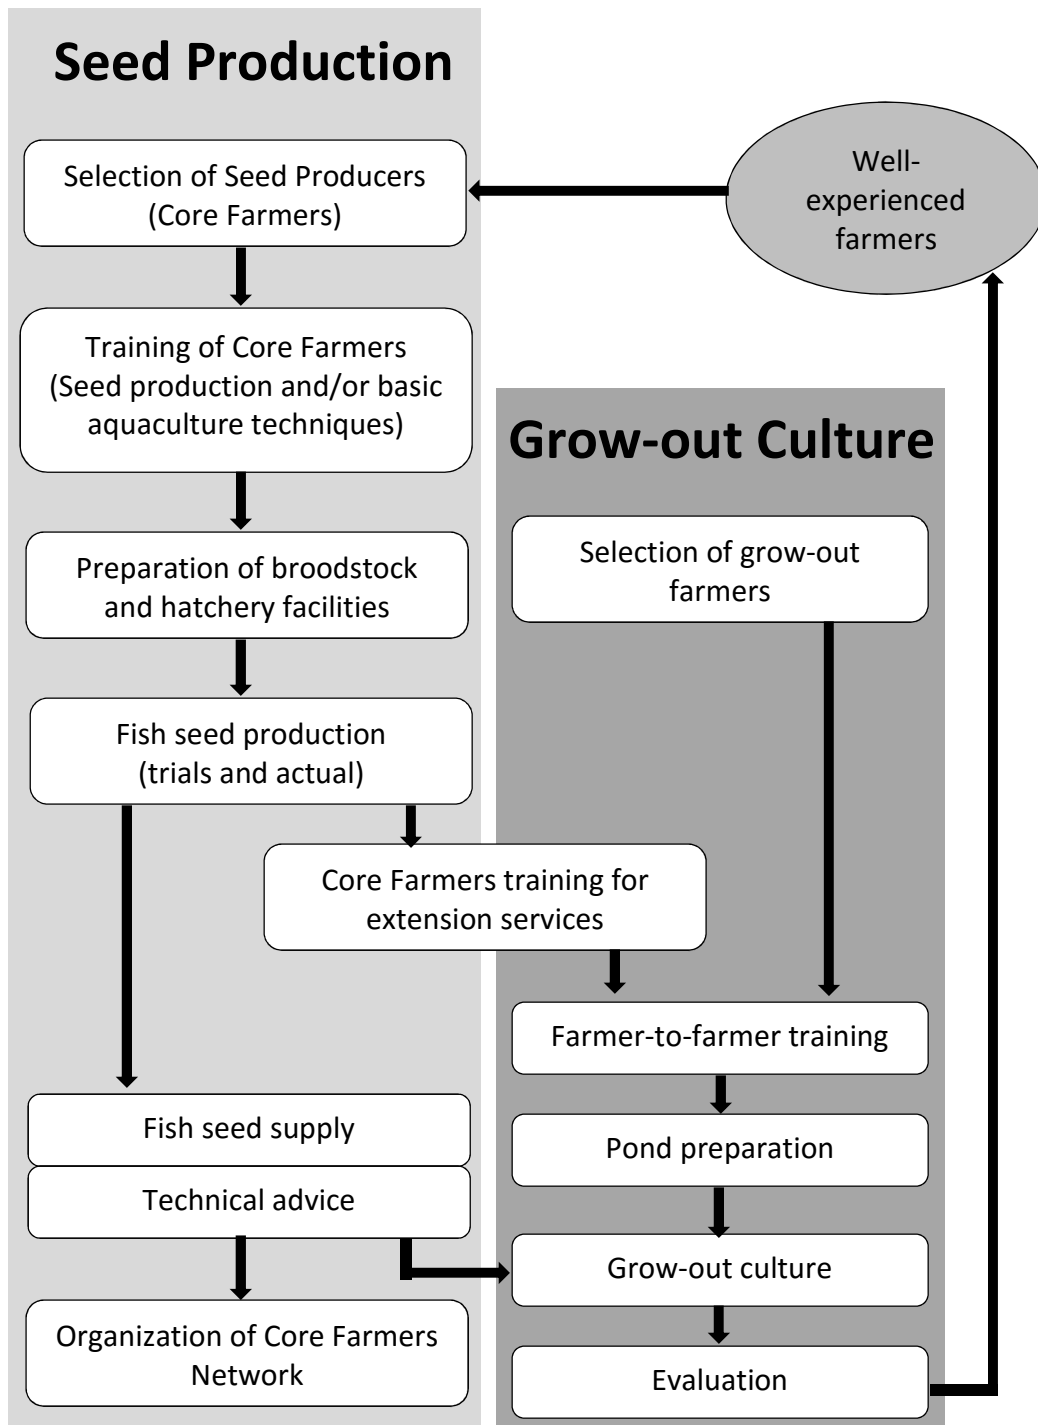 Seed Production
Selection of Seed Producers
(Core Farmers)
Well-
experienced
farmers
Training of Core Farmers
(Seed production and/or basic
aquaculture techniques)
Grow-out Culture
Preparation of broodstock
and hatchery facilities
Selection of grow-out
farmers
Fish seed production
(trials and actual)
Core Farmers training for
extension services
Farmer-to-farmer training
Fish seed supply
Pond preparation
Technical advice
Grow-out culture
Organization of Core Farmers
Network
Evaluation